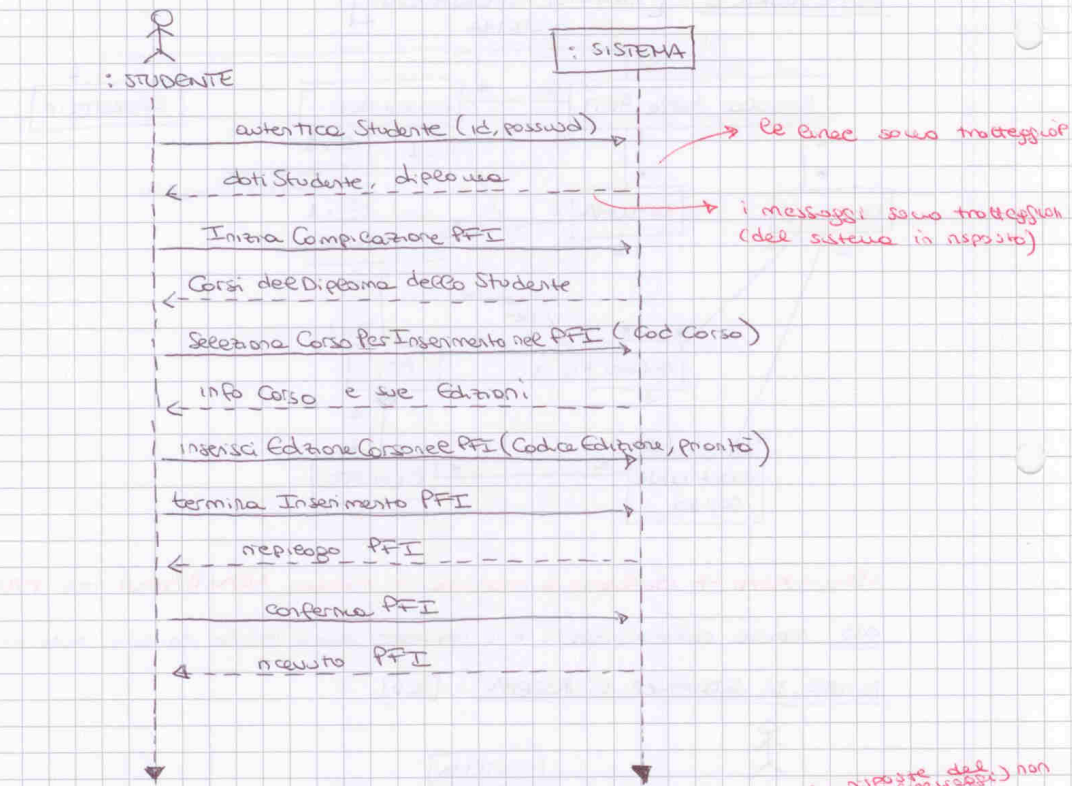 : STUDENTE
: SISTEMA
autentica Studente (id, passwd)
le linee sono tratteggiate
dati Studente, diploma
i messaggi sono tratteggiati
(del sistema in risposta)
Inizia Compilazione PFI
Corsi del Diploma dello Studente
Seleziona Corso Per Inserimento nel PFI (Cod Corso)
info Corso e sue Edizioni
inserisci Edizione Corso nel PFI (Codice Edizione, priorità)
termina Inserimento PFI
riepilogo PFI
conferma PFI
ricevuta PFI
risposte del) non